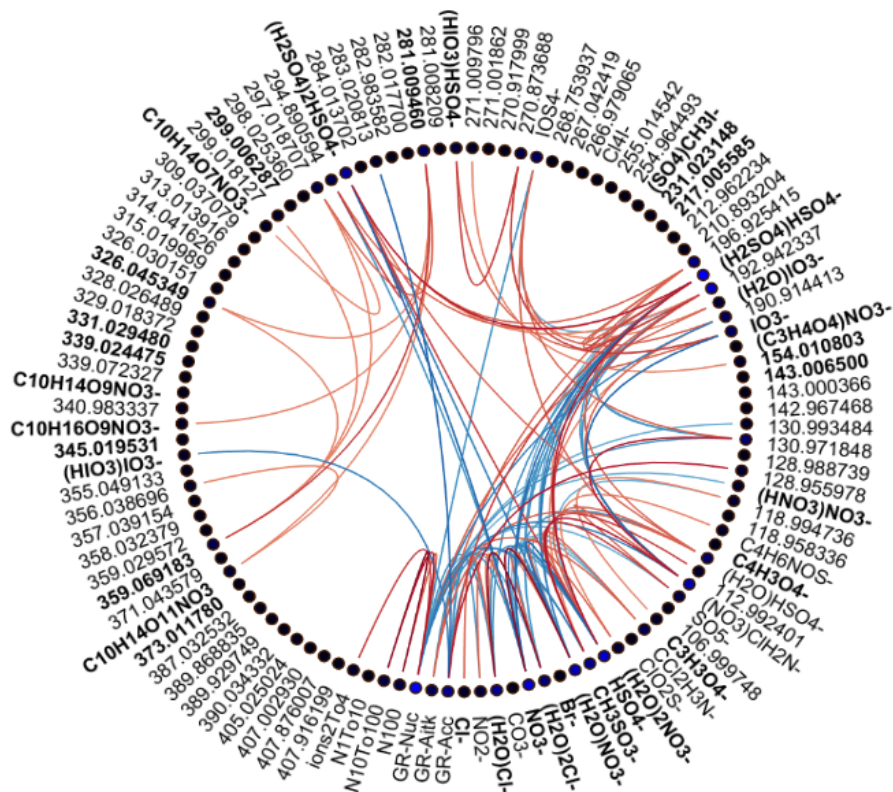 (HIO3)HSO4
271.009796
271.001862
270.917999
270.873688
IOS4-
268.753937
267.042419
266.979065
Cl4I-
255.014542
254.964493
(SO4)CH3I-
231.023148
217.005585
212.962234
210.893204
196.925415
(H2SO4)HSO4-
192.942337
(H2O)IO3-
190.914413
IO3-
(C3H4O4)NO3-
154.010803
143.006500
143.000366
142.967468
130.993484
130.971848
128.988739
128.955978
(HNO3)NO3-
118.994736
118.958336
C4H6NOS-
C4H3O4-
(H2O)HSO4-
112.992401
(NO3)ClH2N-
SO5-
106.999748
C3H3O4-
CCl2H3N-
ClO2S-
(H2O)2NO3-
HSO4-
CH3SO3-
(H2O)NO3-
Br-
(H2O)2Cl-
NO3-
CO3-
(H2O)Cl-
NO2-
Cl-
GR-Acc
GR-Aitk
GR-Nuc
N100
N10To100
N1To10
ions2To4
407.916199
407.876007
407.002930
405.025024
390.034332
389.929749
389.868835
387.032532
373.011780
C10H14O11NO3
371.043579
359.069183
359.029572
358.032379
357.039154
356.038696
355.049133
(HIO3)IO3-
345.019531
C10H16O9NO3-
340.983337
C10H14O9NO3-
339.072327
339.024475
331.029480
329.018372
328.026489
326.045349
326.030151
315.019989
314.041626
313.013916
309.037079
C10H14O7NO3-
299.018127
299.006287
298.025360
297.018707
294.890594
(H2SO4)2HSO4-
284.013702
283.020813
282.983582
282.017700
281.009460
281.008209